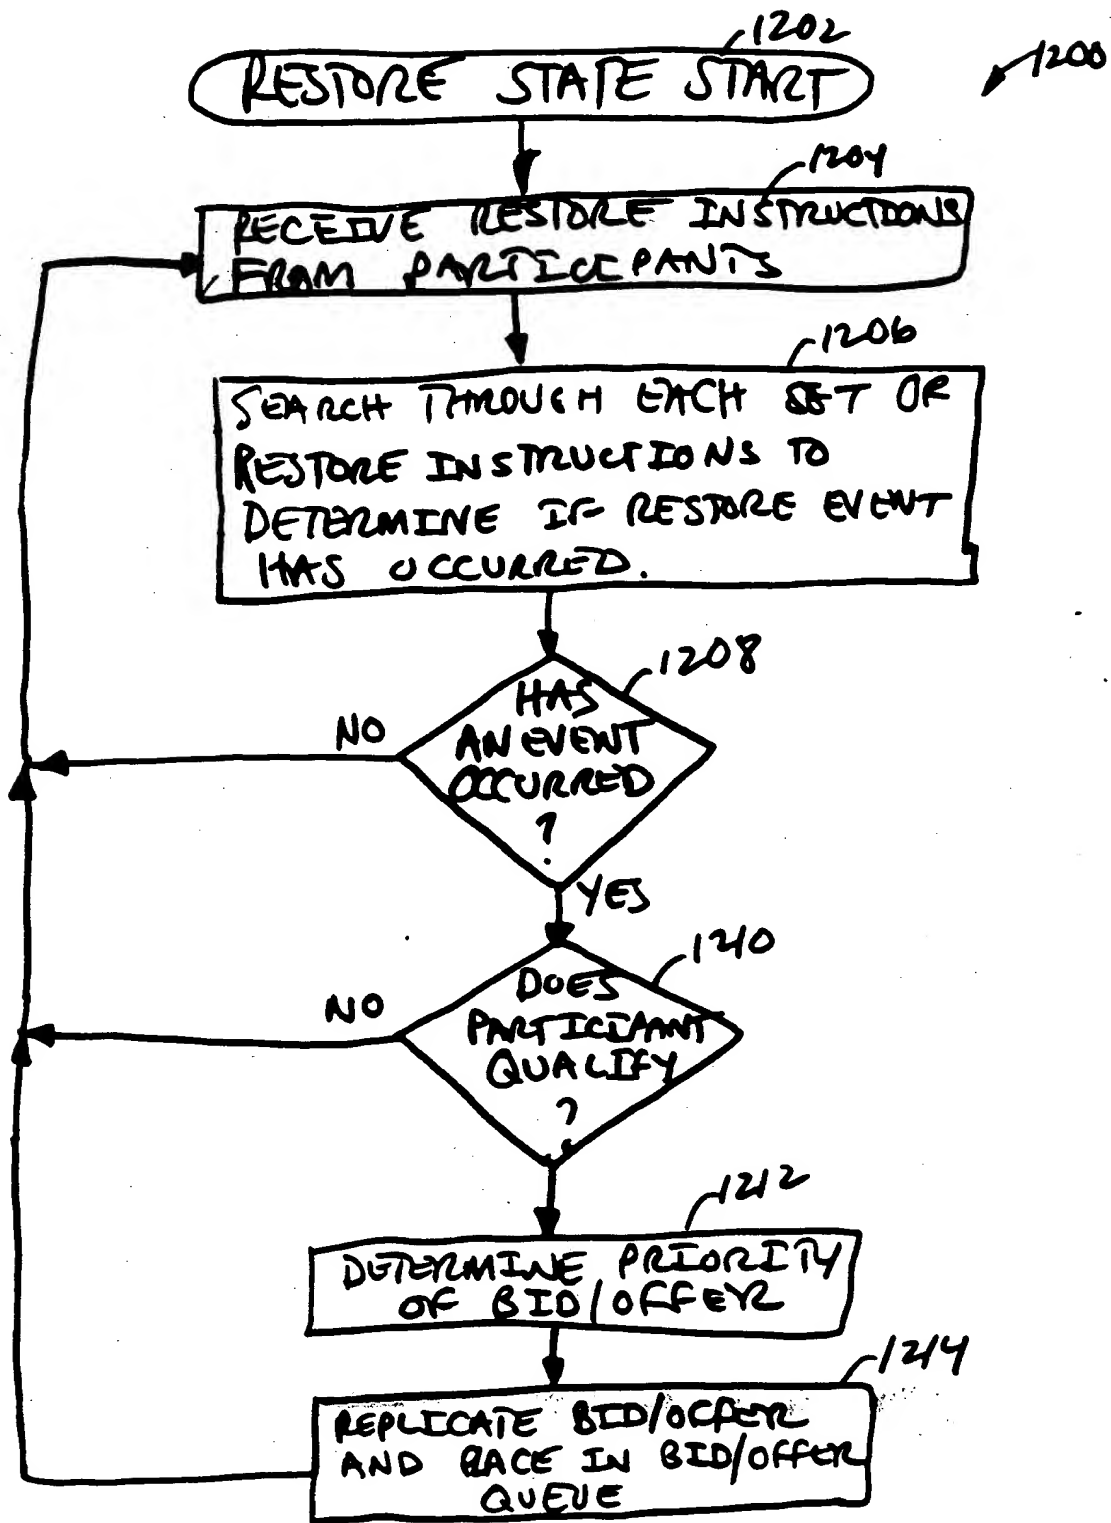 1202
1200
RESTORE STATE START
1204
RECEIVE RESTORE INSTRUCTIONS
FROM PARTICIPANTS
1206
SEARCH THROUGH EACH SET OR
RESTORE INSTRUCTIONS TO
DETERMINE IF RESTORE EVENT
HAS OCCURRED.
1208
HAS
AN EVENT
OCCURRED
?
NO
YES
1210
DOES
PARTICIPANT
QUALIFY
?
NO
1212
DETERMINE PRIORITY
OF BID/OFFER
1214
REPLICATE BID/OFFER
AND PLACE IN BID/OFFER
QUEUE